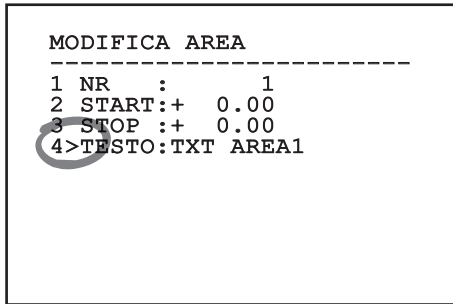 MODIFICA AREA
------------------------
1 NR   :      1
2 START:+  0.00
3 STOP :+  0.00
4>TESTO:TXT AREA1